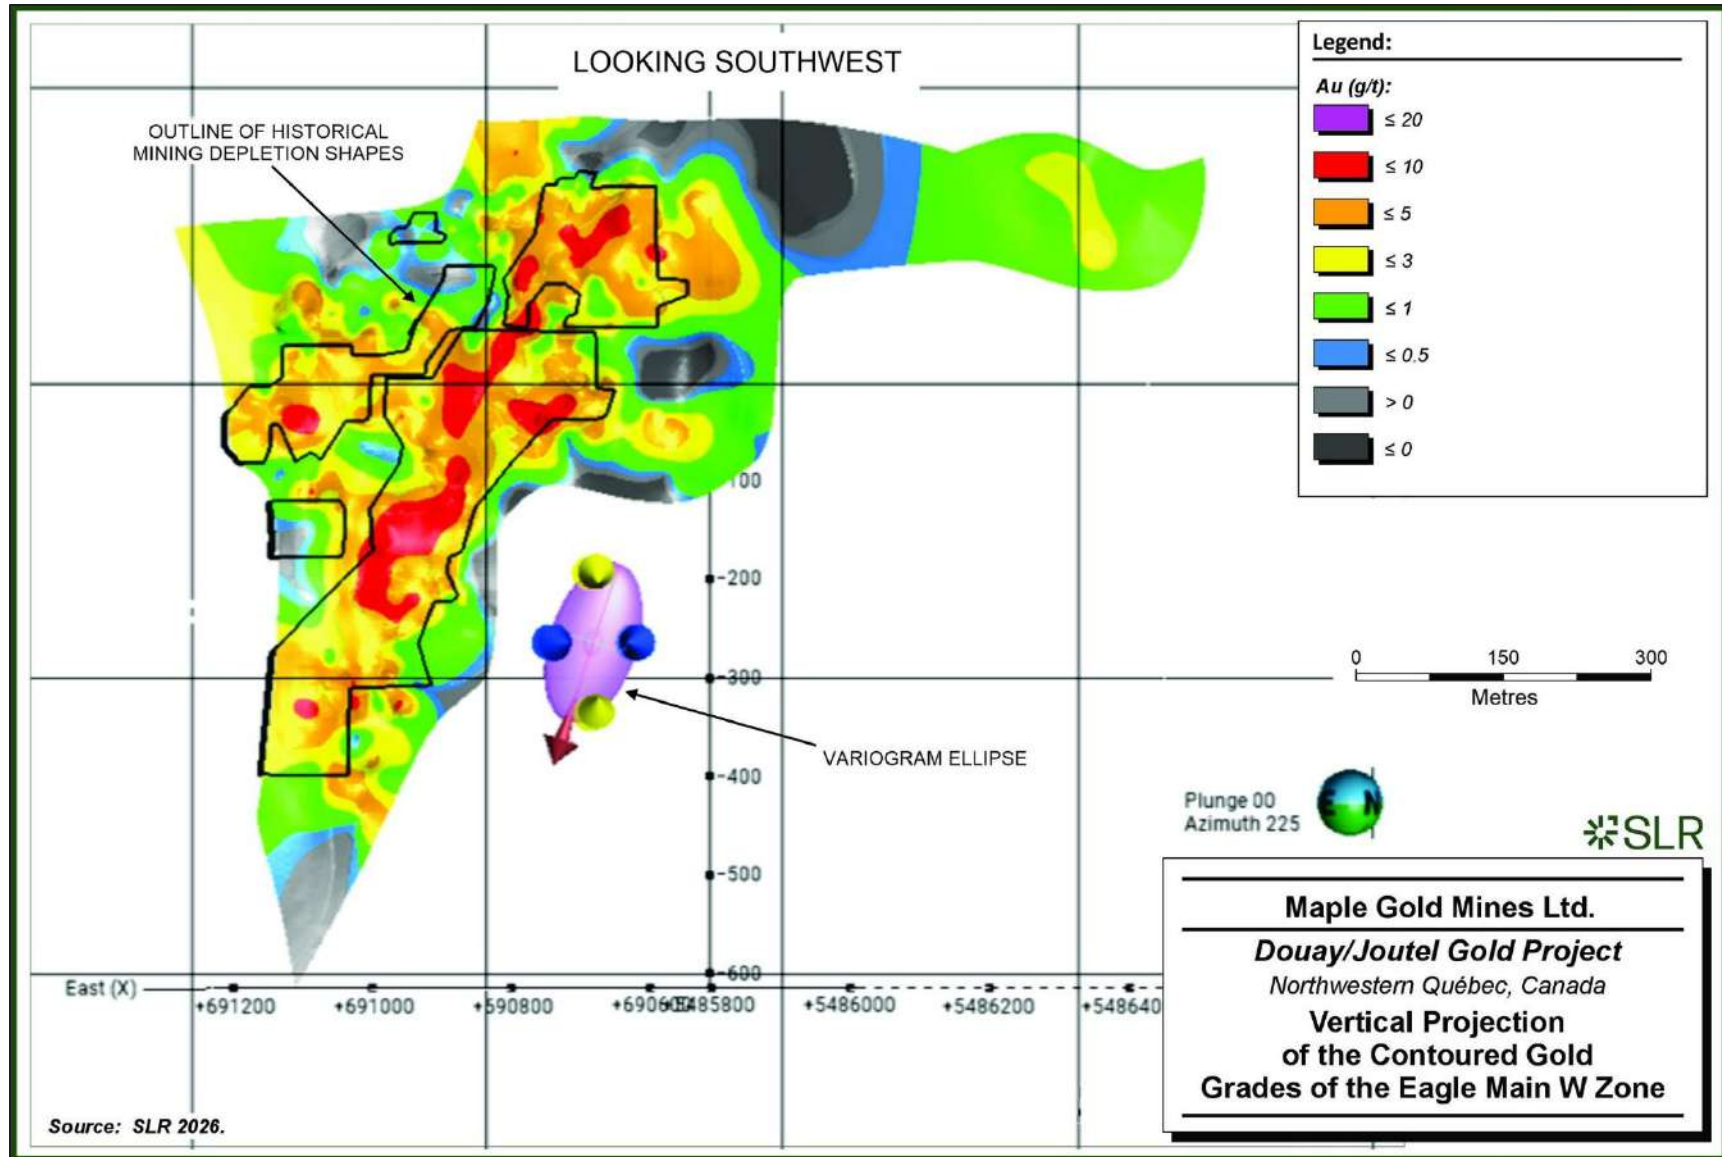 LOOKING SOUTHWEST
OUTLINE OF HISTORICAL
MINING DEPLETION SHAPES
Legend:
Au (g/t):
≤ 20
≤ 10
≤ 5
≤ 3
≤ 1
≤ 0.5
> 0
≤ 0
-200
-300
-400
-500
-600
VARIOGRAM ELLIPSE
0 150 300
Metres
Plunge 00
Azimuth 225
E N
SLR
East (X)
+691200 +691000 +590800 +5486000 +5486200 +548640
Maple Gold Mines Ltd.
Douay/Joutel Gold Project
Northwestern Québec, Canada
Vertical Projection
of the Contoured Gold
Grades of the Eagle Main W Zone
Source: SLR 2026.